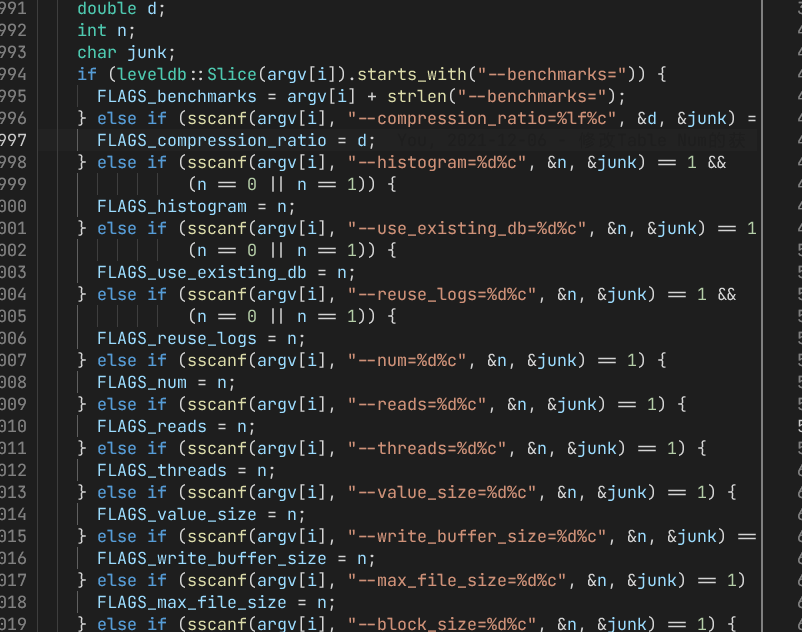 991 double d;
992 int n;
993 char junk;
994 if (leveldb::Slice(argv[i]).starts_with("--benchmarks=")) {
995 FLAGS_benchmarks = argv[i] + strlen("--benchmarks=");
996 } else if (sscanf(argv[i], "--compression_ratio=%lf%c", &d, &junk) =
997 FLAGS_compression_ratio = d;
998 } else if (sscanf(argv[i], "--histogram=%d%c", &n, &junk) == 1 &&
999 (n == 0 || n == 1)) {
000 FLAGS_histogram = n;
001 } else if (sscanf(argv[i], "--use_existing_db=%d%c", &n, &junk) == 1
002 (n == 0 || n == 1)) {
003 FLAGS_use_existing_db = n;
004 } else if (sscanf(argv[i], "--reuse_logs=%d%c", &n, &junk) == 1 &&
005 (n == 0 || n == 1)) {
006 FLAGS_reuse_logs = n;
007 } else if (sscanf(argv[i], "--num=%d%c", &n, &junk) == 1) {
008 FLAGS_num = n;
009 } else if (sscanf(argv[i], "--reads=%d%c", &n, &junk) == 1) {
010 FLAGS_reads = n;
011 } else if (sscanf(argv[i], "--threads=%d%c", &n, &junk) == 1) {
012 FLAGS_threads = n;
013 } else if (sscanf(argv[i], "--value_size=%d%c", &n, &junk) == 1) {
014 FLAGS_value_size = n;
015 } else if (sscanf(argv[i], "--write_buffer_size=%d%c", &n, &junk) ==
016 FLAGS_write_buffer_size = n;
017 } else if (sscanf(argv[i], "--max_file_size=%d%c", &n, &junk) == 1)
018 FLAGS_max_file_size = n;
019 } else if (sscanf(argv[i], "--block_size=%d%c", &n, &junk) == 1) {